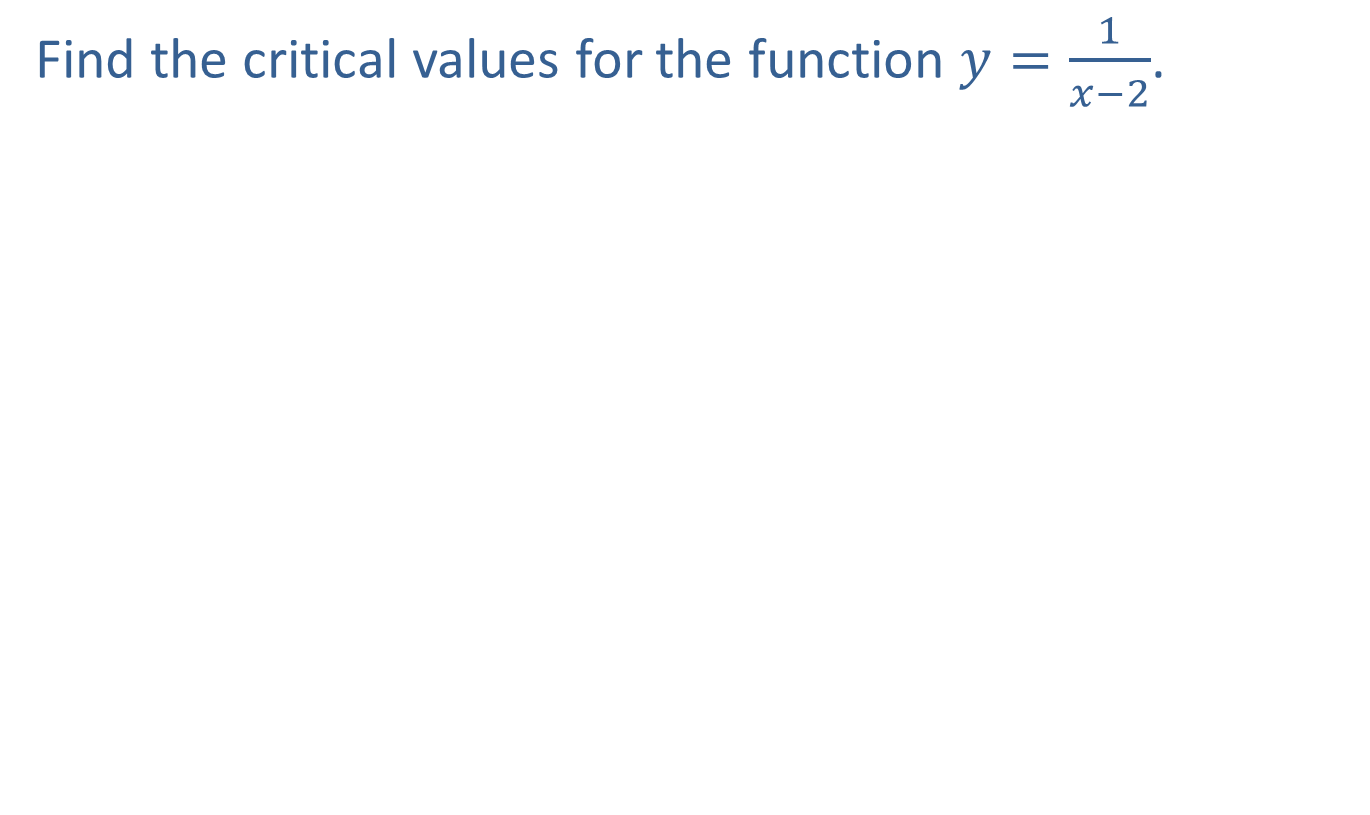 Find the critical values for the function y = 1/(x−2).